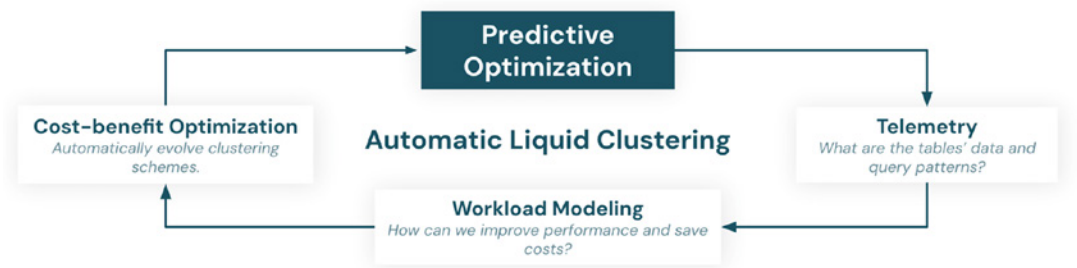 Predictive
Optimization
Cost-benefit Optimization
Automatically evolve clustering
schemes.
Automatic Liquid Clustering
Telemetry
What are the tables' data and
query patterns?
Workload Modeling
How can we improve performance and save
costs?